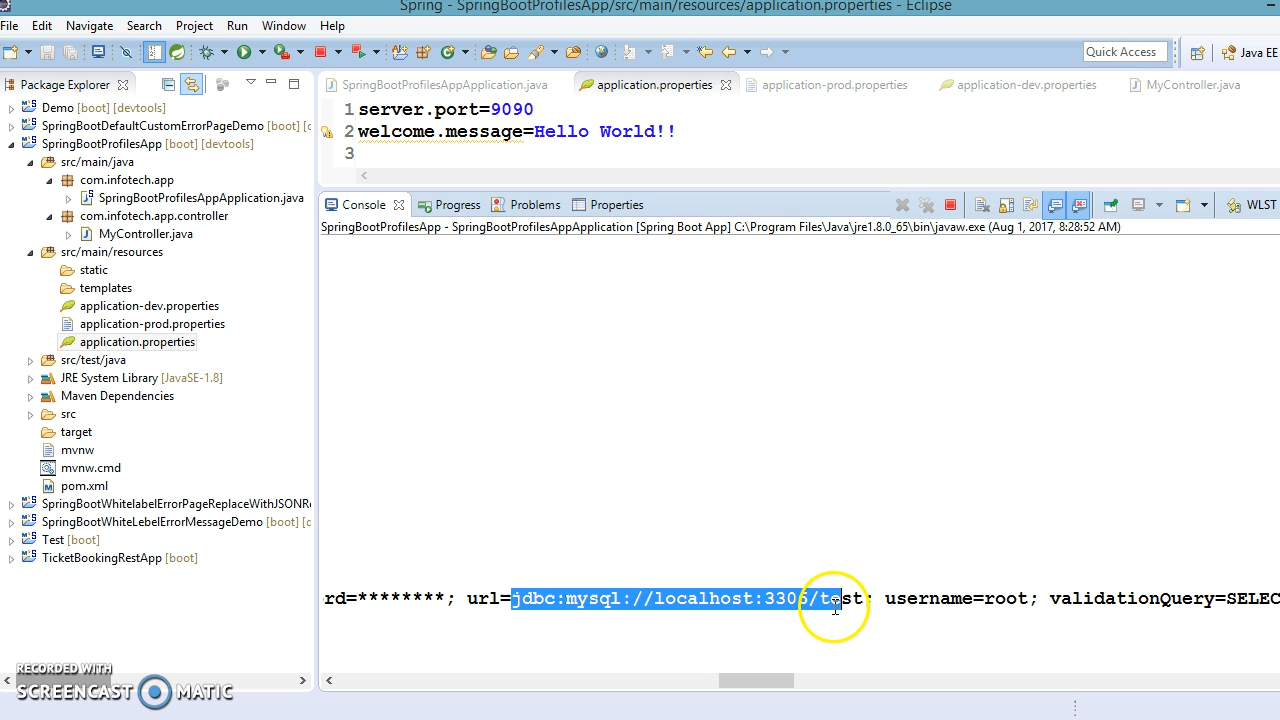 Spring - SpringBootProfilesApp/src/main/resources/application.properties - Eclipse
File Edit Navigate Search Project Run Window Help
Quick Access
Java EE
Package Explorer
SpringBootProfilesAppApplication.java application.properties application-prod.properties application-dev.properties MyController.java
Demo [boot] [devtools]
SpringBootDefaultCustomErrorPageDemo [boot] [c
SpringBootProfilesApp [boot] [devtools]
src/main/java
com.infotech.app
SpringBootProfilesAppApplication.java
com.infotech.app.controller
MyController.java
src/main/resources
static
templates
application-dev.properties
application-prod.properties
application.properties
src/test/java
JRE System Library [JavaSE-1.8]
Maven Dependencies
src
target
mvnw
mvnw.cmd
pom.xml
SpringBootWhitelabelErrorPageReplaceWithJSONRe
SpringBootWhiteLebelErrorMessageDemo [boot] [c
Test [boot]
TicketBookingRestApp [boot]
1 server.port=9090
2 welcome.message=Hello World!!
3
Console Progress Problems Properties
WLST
SpringBootProfilesApp - SpringBootProfilesAppApplication [Spring Boot App] C:\Program Files\Java\jre1.8.0_65\bin\javaw.exe (Aug 1, 2017, 8:28:52 AM)
rd=********; url=jdbc:mysql://localhost:3306/test; username=root; validationQuery=SELEC
RECORDED WITH
SCREENCAST MATIC